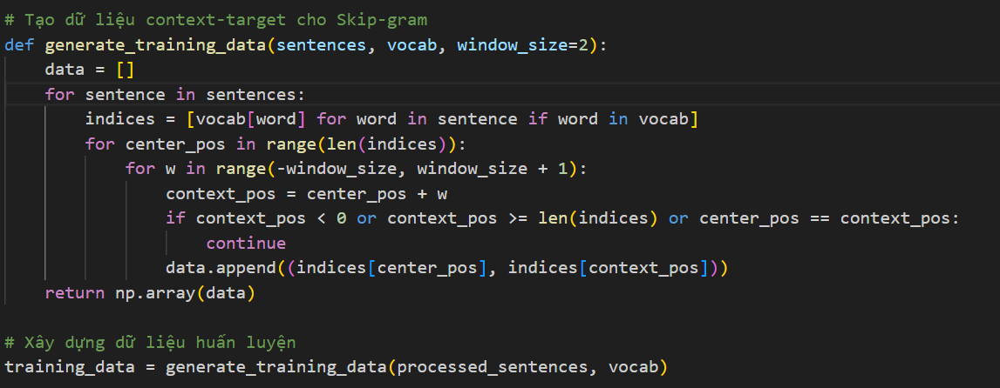 # Tạo dữ liệu context-target cho Skip-gram
def generate_training_data(sentences, vocab, window_size=2):
    data = []
    for sentence in sentences:
        indices = [vocab[word] for word in sentence if word in vocab]
        for center_pos in range(len(indices)):
            for w in range(-window_size, window_size + 1):
                context_pos = center_pos + w
                if context_pos < 0 or context_pos >= len(indices) or center_pos == context_pos:
                    continue
                data.append((indices[center_pos], indices[context_pos]))
    return np.array(data)

# Xây dựng dữ liệu huấn luyện
training_data = generate_training_data(processed_sentences, vocab)